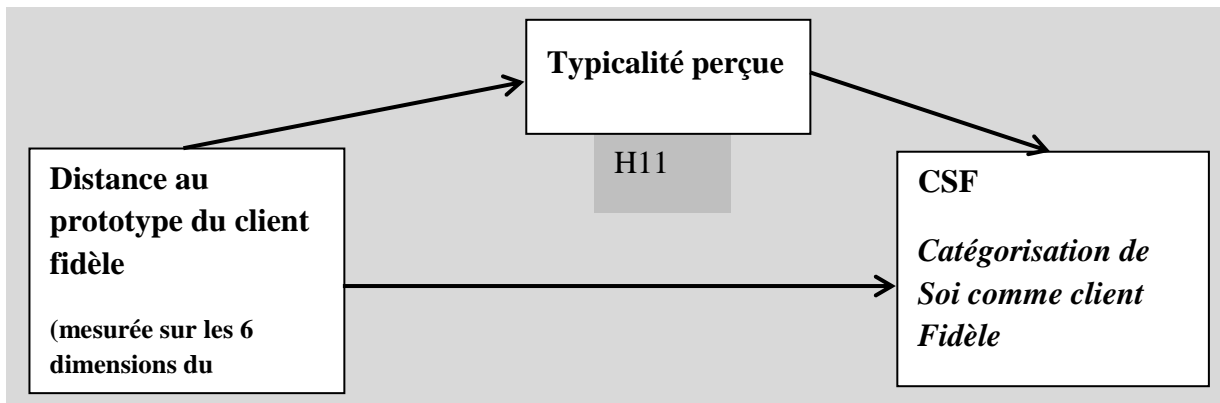 Typicalité perçue
H11
Distance au
prototype du client
fidèle
(mesurée sur les 6
dimensions du
CSF
Catégorisation de
Soi comme client
Fidèle